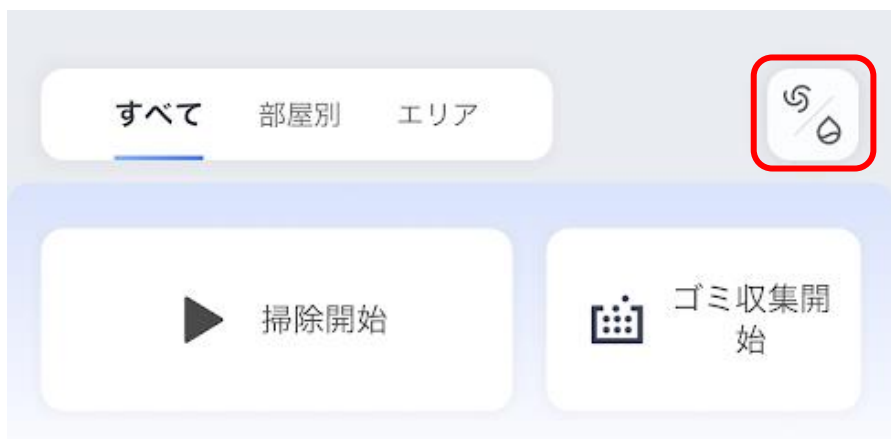 すべて 部屋別 エリア
掃除開始
ゴミ収集開
始